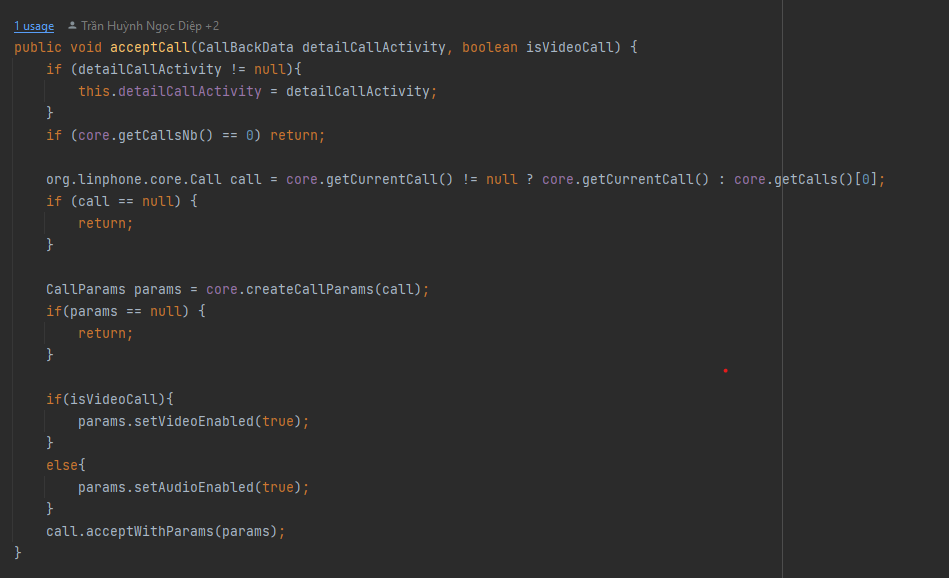 1 usage Trần Huỳnh Ngọc Diệp +2
public void acceptCall(CallBackData detailCallActivity, boolean isVideoCall) {
    if (detailCallActivity != null){
        this.detailCallActivity = detailCallActivity;
    }
    if (core.getCallsNb() == 0) return;

    org.linphone.core.Call call = core.getCurrentCall() != null ? core.getCurrentCall() : core.getCalls()[0];
    if (call == null) {
        return;
    }

    CallParams params = core.createCallParams(call);
    if(params == null) {
        return;
    }

    if(isVideoCall){
        params.setVideoEnabled(true);
    }
    else{
        params.setAudioEnabled(true);
    }
    call.acceptWithParams(params);
}